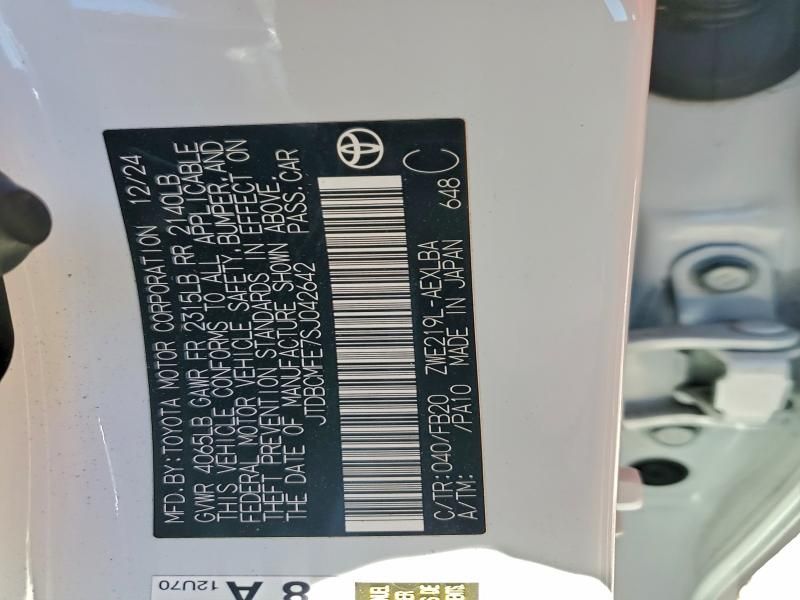 MFD. BY: TOYOTA MOTOR CORPORATION 12/24
GVWR 4065LB GAWR FR 2315LB RR 2140LB
THIS VEHICLE CONFORMS TO ALL APPLICABLE
FEDERAL MOTOR VEHICLE SAFETY, BUMPER, AND
THEFT PREVENTION STANDARDS IN EFFECT ON
THE DATE OF MANUFACTURE SHOWN ABOVE.
JTDBCMFE7SJ042642 PASS. CAR
C/TR: 040/FB20 ZWE219L-AEXLBA 648 C
A/TM: /PA10 MADE IN JAPAN
8 A
12U70